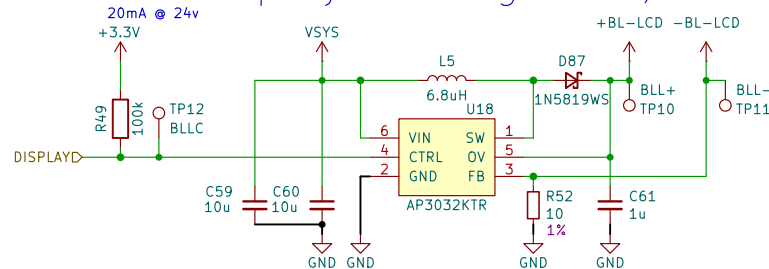 20mA @ 24v
+3.3V
VSYS
+BL-LCD
-BL-LCD
L5
6.8uH
D87
1N5819WS
BLL+
TP10
BLL-
TP11
R49
100k
TP12
BLLC
U18
6 VIN SW 1
4 CTRL OV 5
2 GND FB 3
AP3032KTR
DISPLAY
C59
10u
C60
10u
R52
10
1%
C61
1u
GND
GND
GND
GND